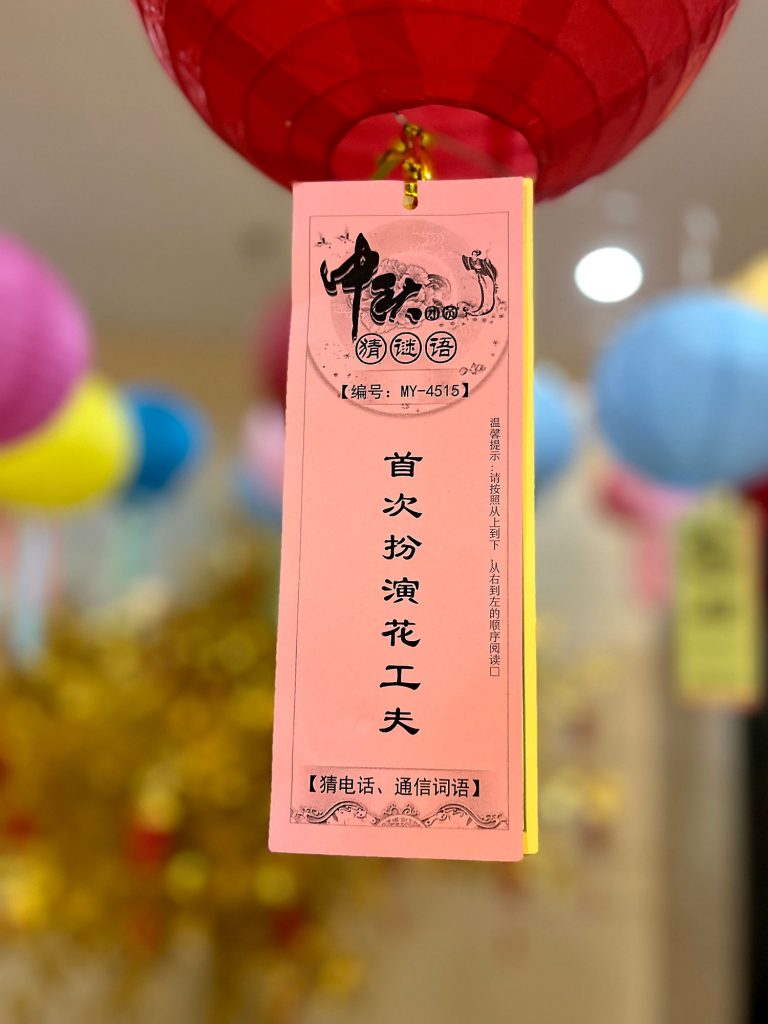 中秋
猜谜语
【编号：MY-4515】
温馨提示：请按照从上到下、从右到左的顺序阅读□
首次扮演花工夫
【猜电话、通信词语】